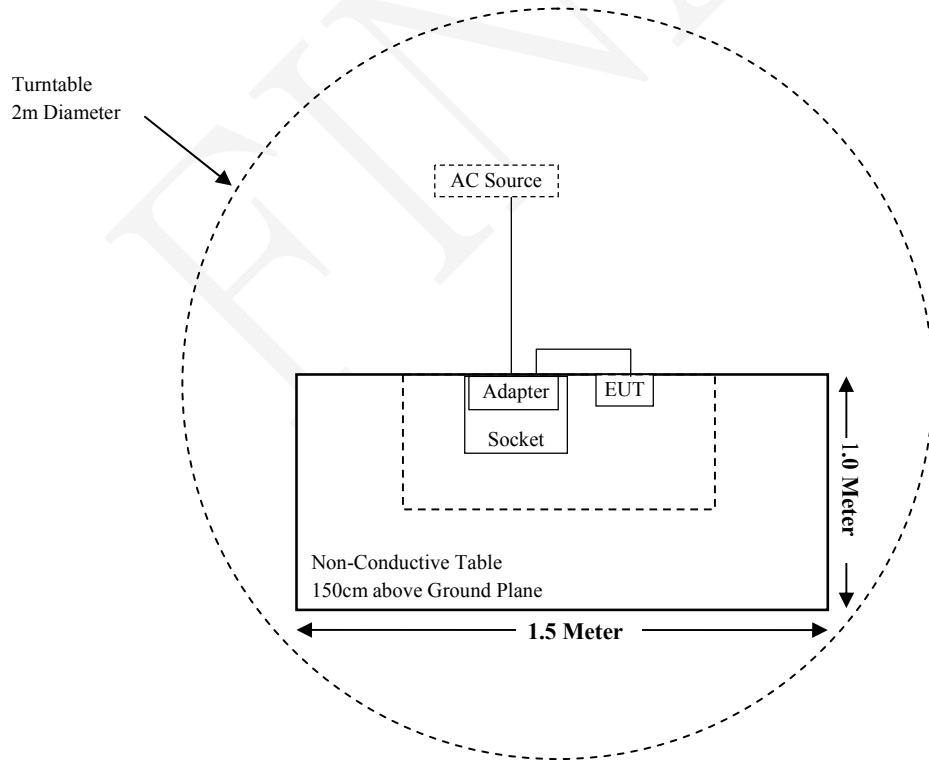 Turntable
2m Diameter
AC Source
Adapter
EUT
Socket
1.0 Meter
Non-Conductive Table
150cm above Ground Plane
1.5 Meter